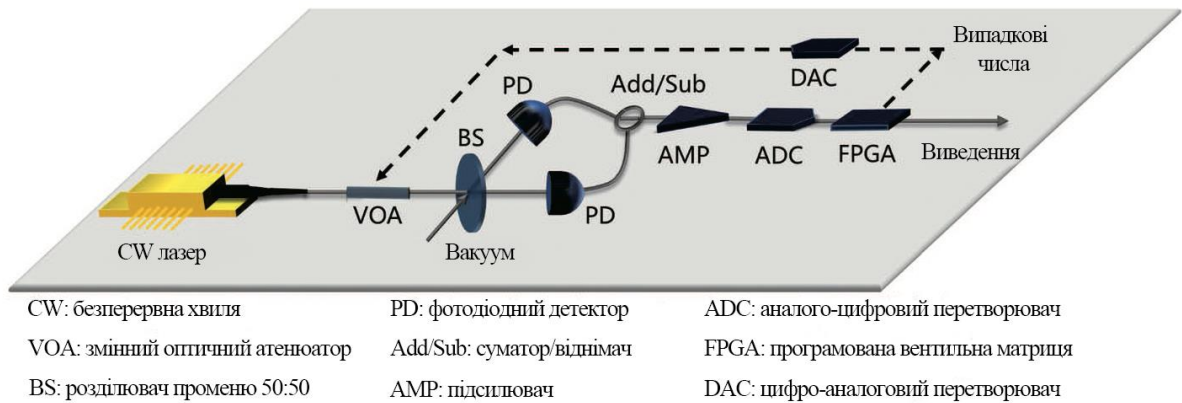 Випадкові
числа
DAC
PD
Add/Sub
BS
AMP
ADC
FPGA
Виведення
VOA
PD
CW лазер
Вакуум
CW: безперервна хвиля
PD: фотодіодний детектор
ADC: аналого-цифровий перетворювач
VOA: змінний оптичний атенюатор
Add/Sub: суматор/віднімач
FPGA: програмована вентильна матриця
BS: розділювач променю 50:50
AMP: підсилювач
DAC: цифро-аналоговий перетворювач